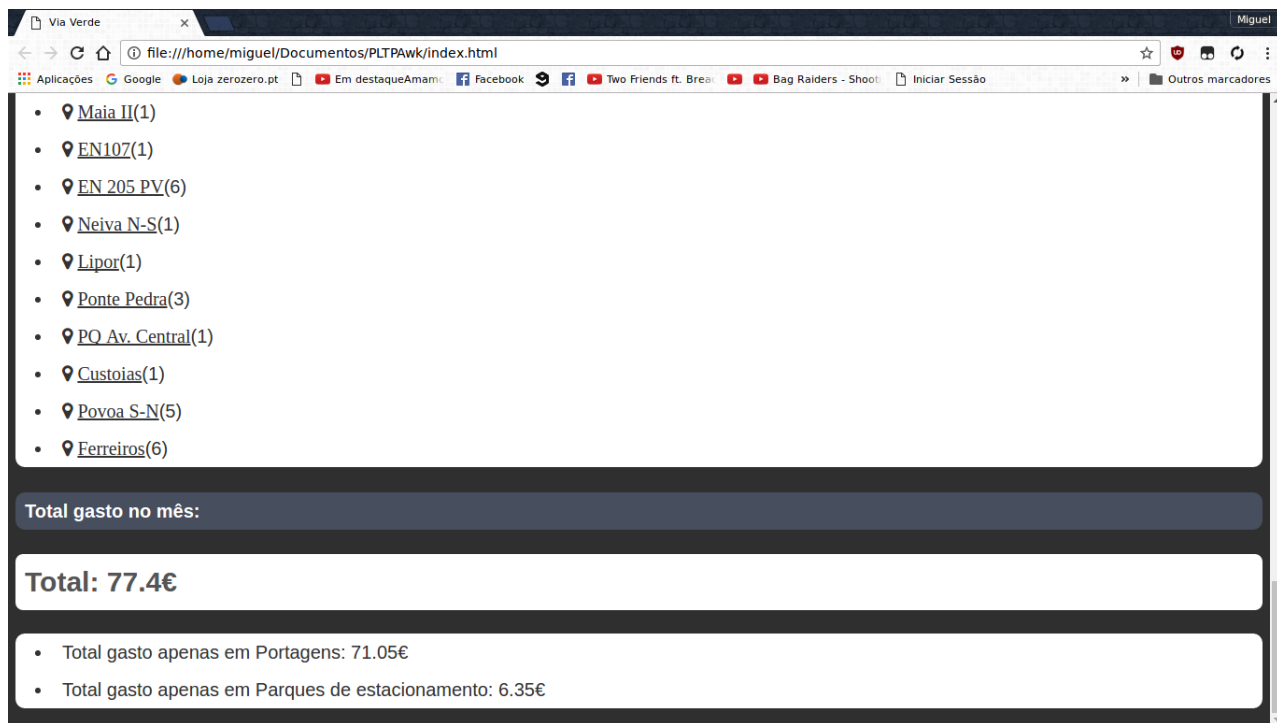 Via Verde
Miguel
file:///home/miguel/Documentos/PLTPAwk/index.html
Aplicações Google Loja zerozero.pt Em destaqueAmamo Facebook Two Friends ft. Brea Bag Raiders - Shoot Iniciar Sessão » Outros marcadores
Maia II(1)
EN107(1)
EN 205 PV(6)
Neiva N-S(1)
Lipor(1)
Ponte Pedra(3)
PQ Av. Central(1)
Custoias(1)
Povoa S-N(5)
Ferreiros(6)
Total gasto no mês:
Total: 77.4€
Total gasto apenas em Portagens: 71.05€
Total gasto apenas em Parques de estacionamento: 6.35€